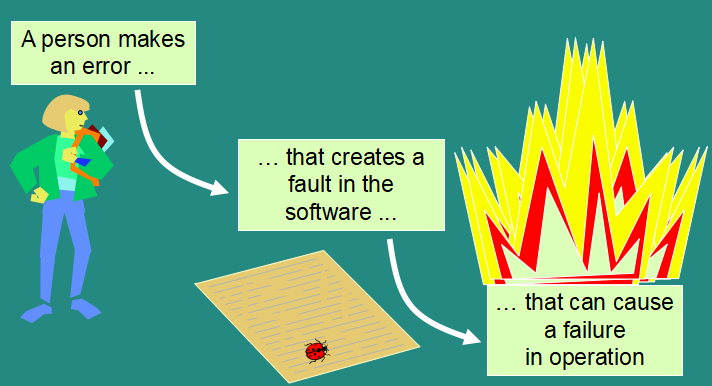 A person makes
an error ...
… that creates a
fault in the
software ...
… that can cause
a failure
in operation